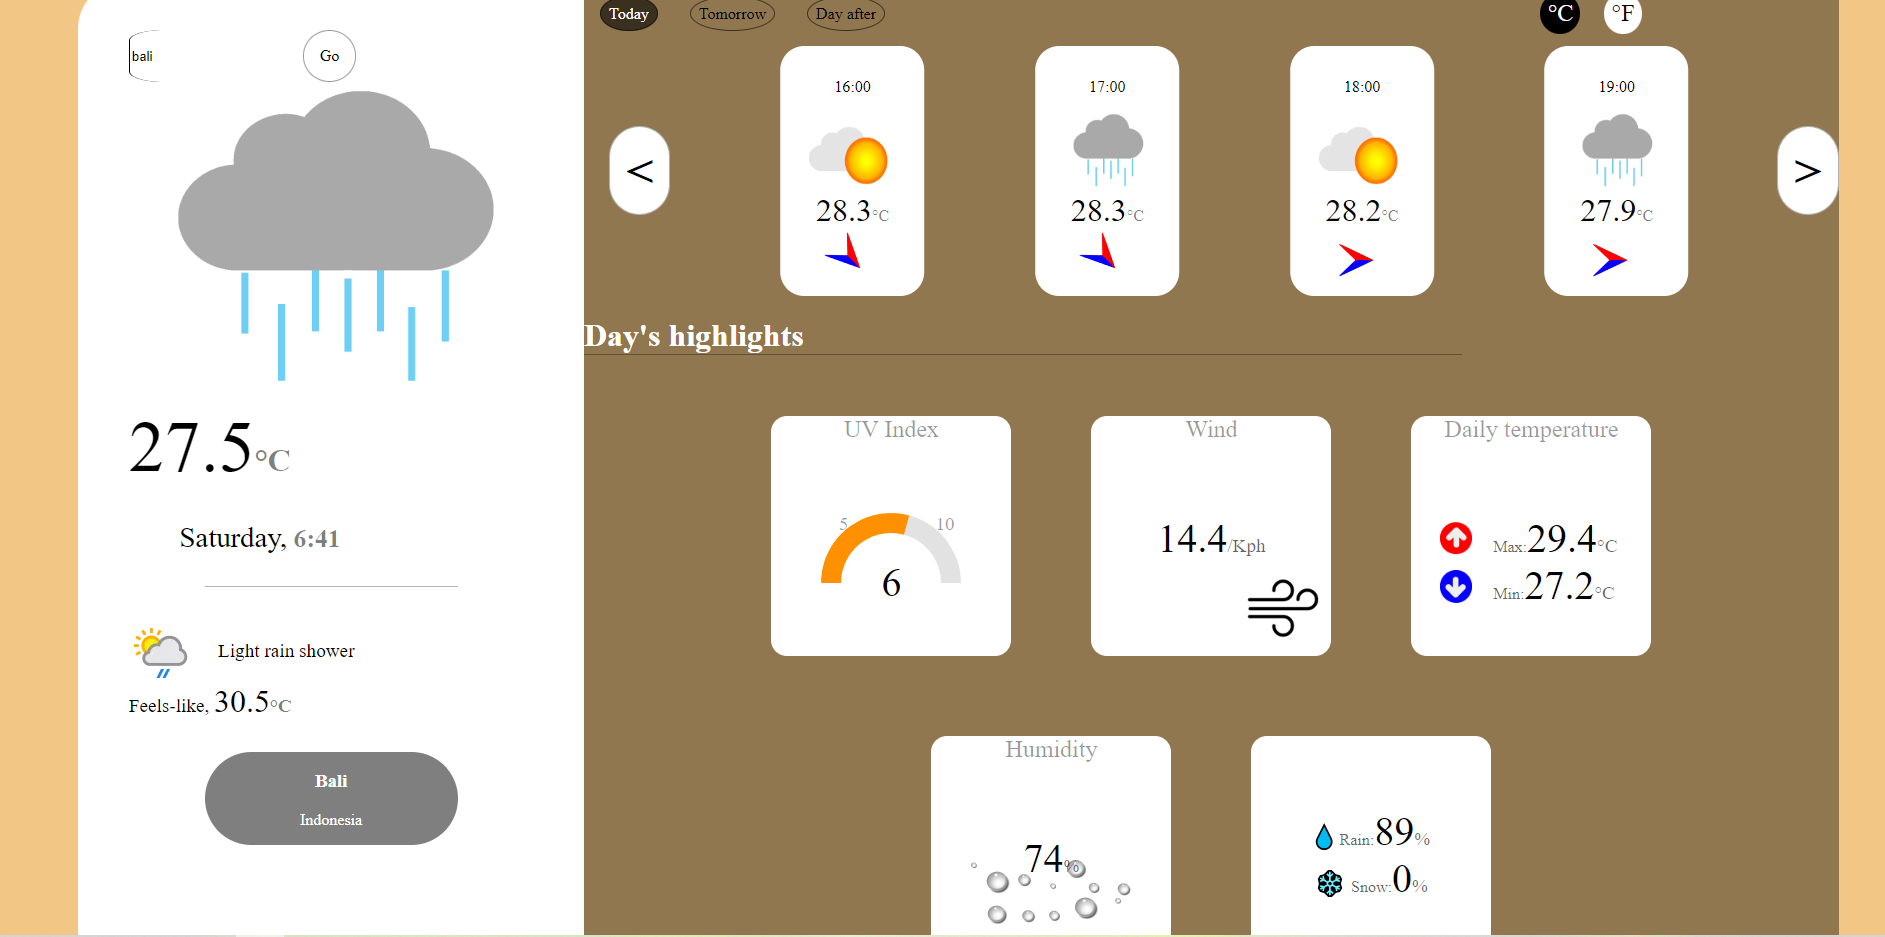 bali
Go
27.5°C
Saturday, 6:41
Light rain shower
Feels-like, 30.5°C
Bali
Indonesia
Today Tomorrow Day after °C °F
16:00 17:00 18:00 19:00
< >
28.3°C 28.3°C 28.2°C 27.9°C
Day's highlights
UV Index
5 10
6
Wind
14.4/Kph
Daily temperature
Max:29.4°C
Min:27.2°C
Humidity
74%
Rain:89%
Snow:0%